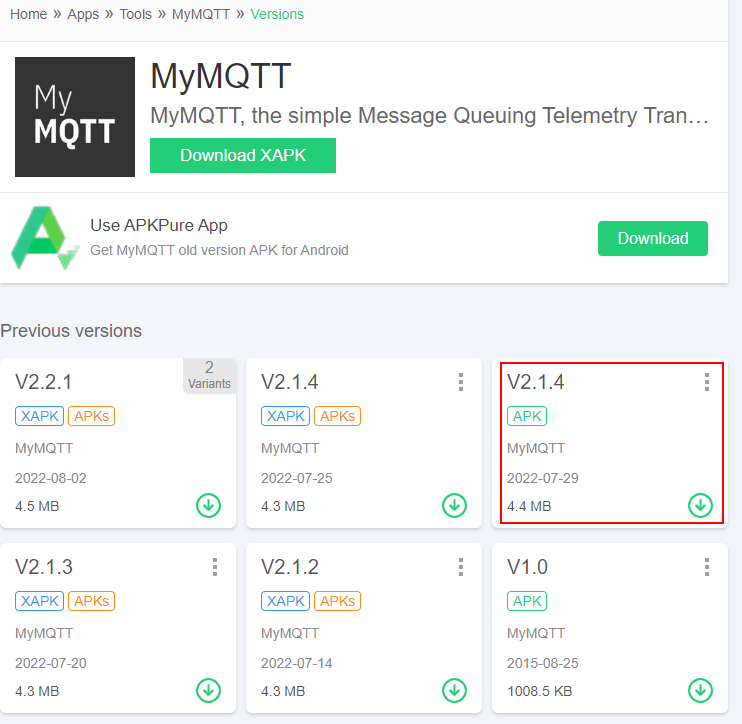 Home » Apps » Tools » MyMQTT » Versions
My
MQTT
MyMQTT
MyMQTT, the simple Message Queuing Telemetry Tran…
Download XAPK
Use APKPure App
Get MyMQTT old version APK for Android
Download
Previous versions
V2.2.1
2
Variants
XAPK APKs
MyMQTT
2022-08-02
4.5 MB
V2.1.4
XAPK APKs
MyMQTT
2022-07-25
4.3 MB
V2.1.4
APK
MyMQTT
2022-07-29
4.4 MB
V2.1.3
XAPK APKs
MyMQTT
2022-07-20
4.3 MB
V2.1.2
XAPK APKs
MyMQTT
2022-07-14
4.3 MB
V1.0
APK
MyMQTT
2015-08-25
1008.5 KB